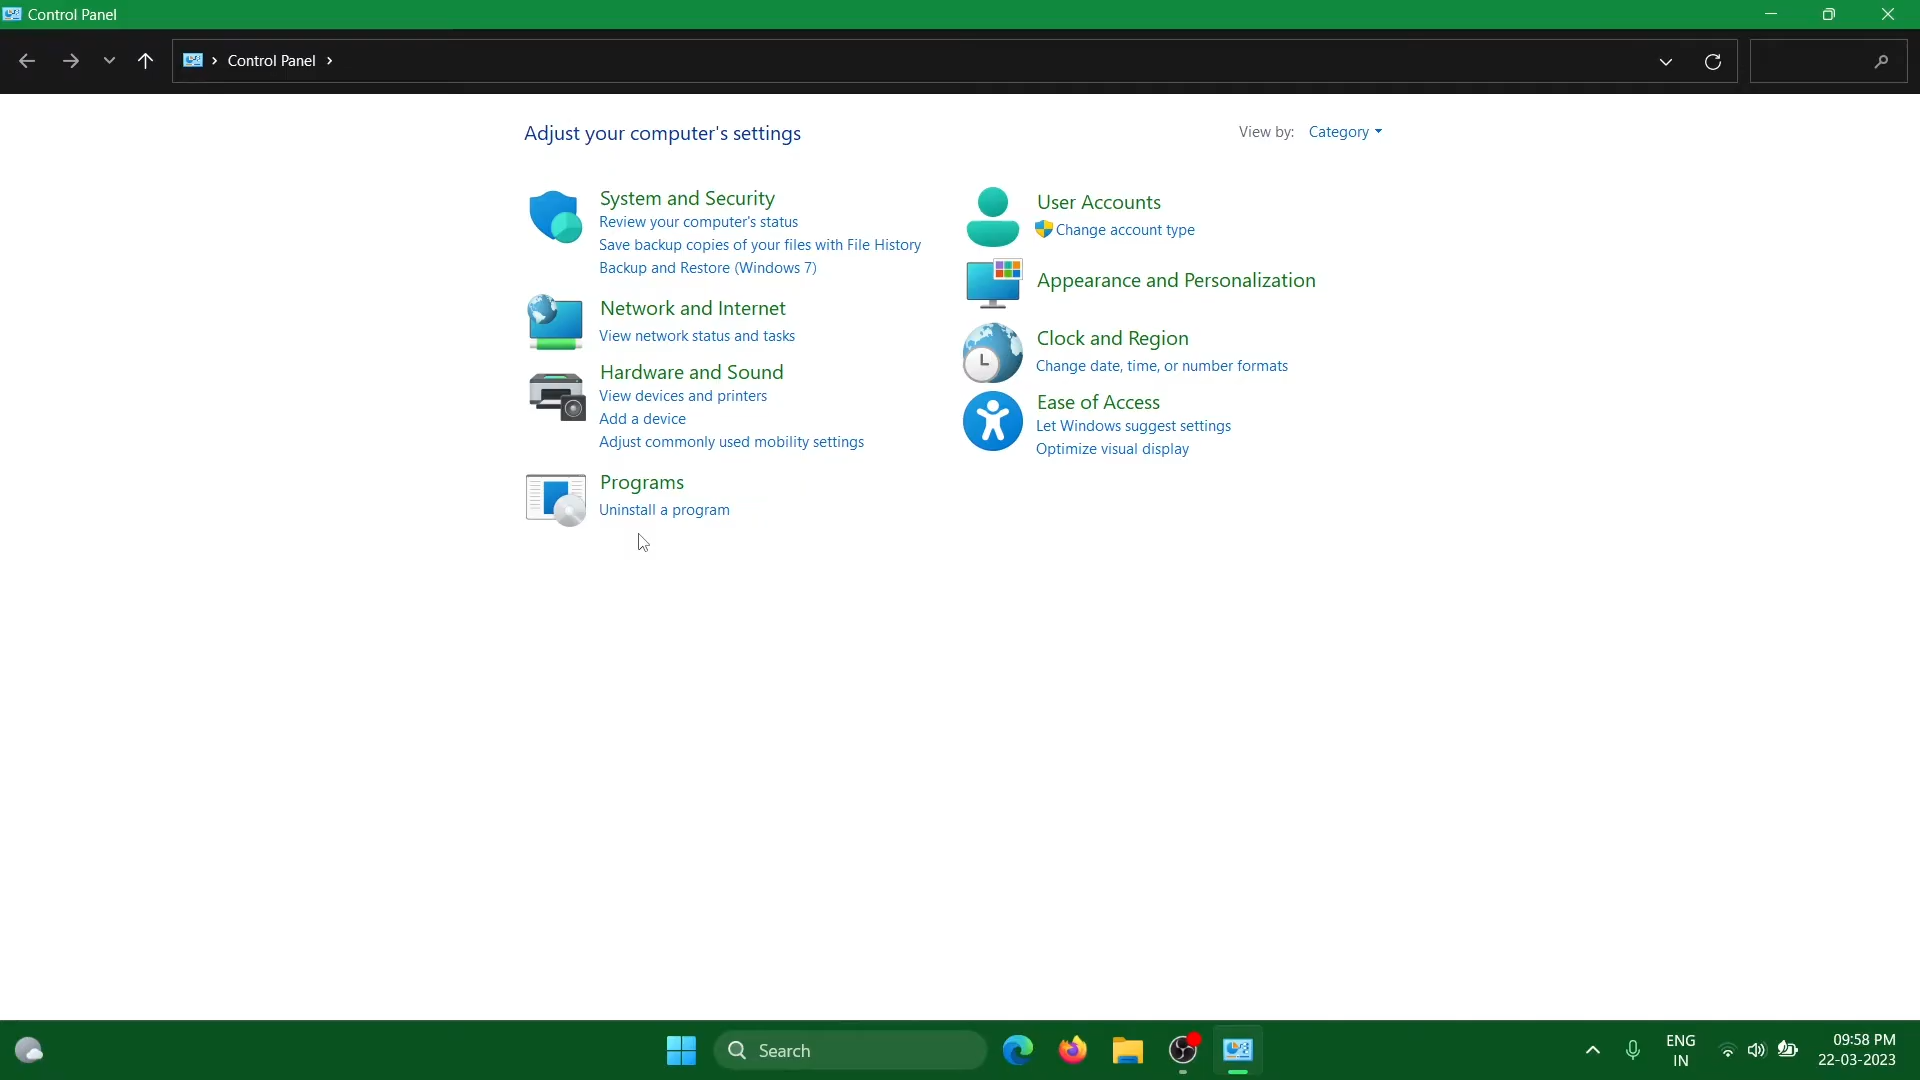 Control Panel
Control Panel
Adjust your computer's settings
View by: Category
System and Security
Review your computer's status
Save backup copies of your files with File History
Backup and Restore (Windows 7)
Network and Internet
View network status and tasks
Hardware and Sound
View devices and printers
Add a device
Adjust commonly used mobility settings
Programs
Uninstall a program
User Accounts
Change account type
Appearance and Personalization
Clock and Region
Change date, time, or number formats
Ease of Access
Let Windows suggest settings
Optimize visual display
Search
ENG
IN
09:58 PM
22-03-2023